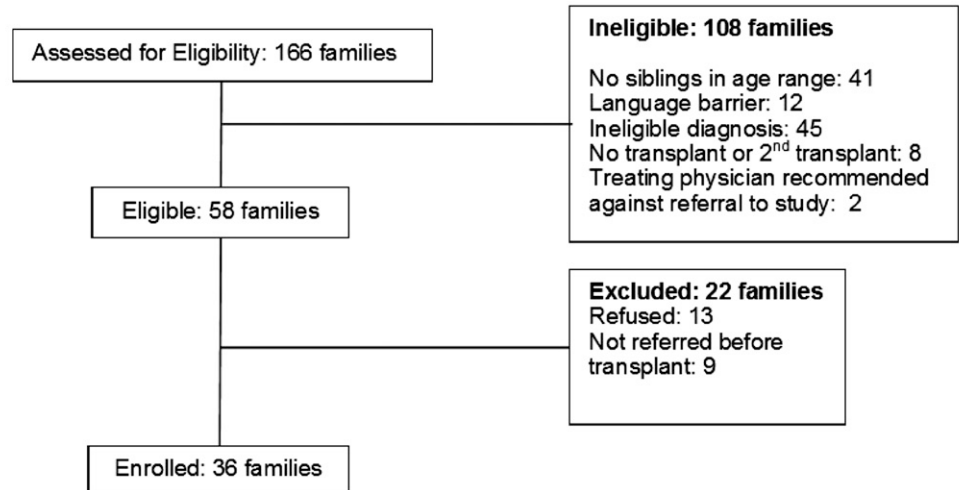 Assessed for Eligibility: 166 families
Ineligible: 108 families
No siblings in age range: 41
Language barrier: 12
Ineligible diagnosis: 45
No transplant or 2nd transplant: 8
Treating physician recommended
against referral to study: 2
Eligible: 58 families
Excluded: 22 families
Refused: 13
Not referred before
transplant: 9
Enrolled: 36 families